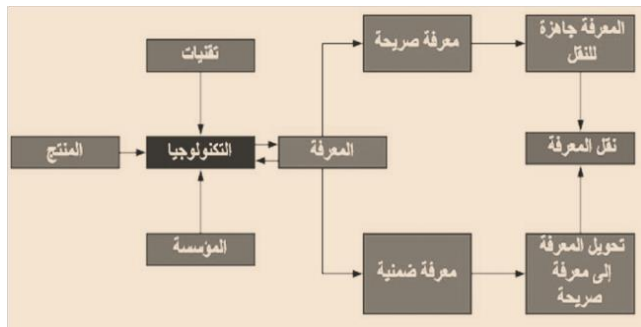 المعرفة جاهزة
للنقل
معرفة صريحة
تقنيات
نقل المعرفة
المعرفة
التكنولوجيا
المنتج
تحويل المعرفة
إلى معرفة
صريحة
معرفة ضمنية
المؤسسة